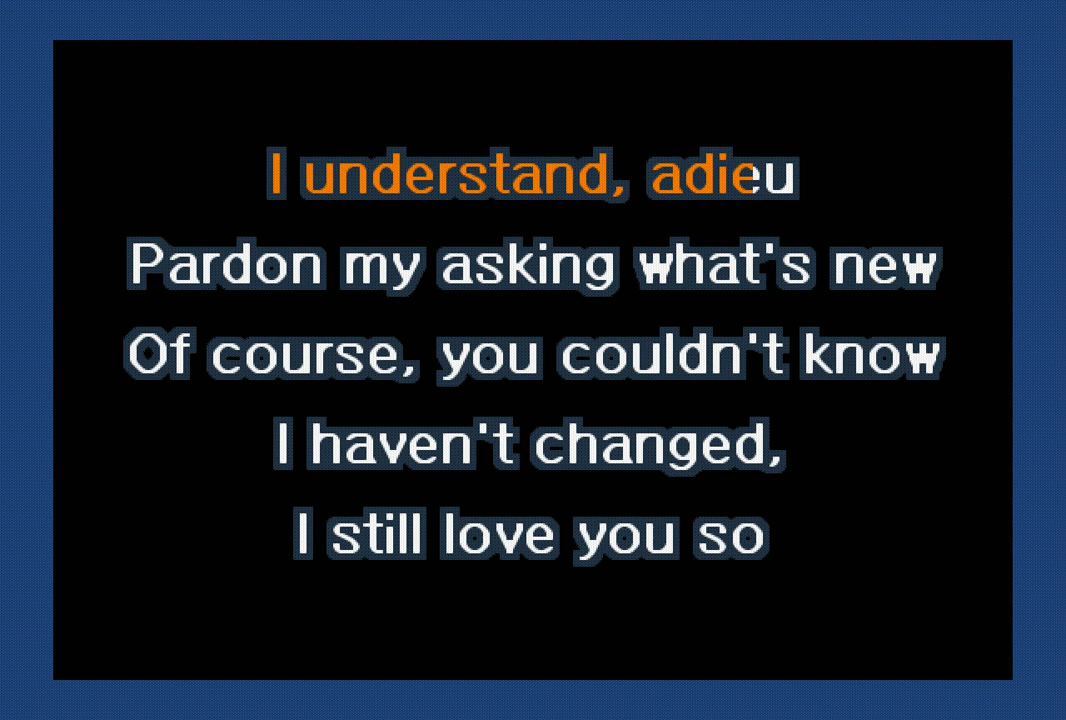 I understand, adieu
Pardon my asking what's new
Of course, you couldn't know
I haven't changed,
I still love you so